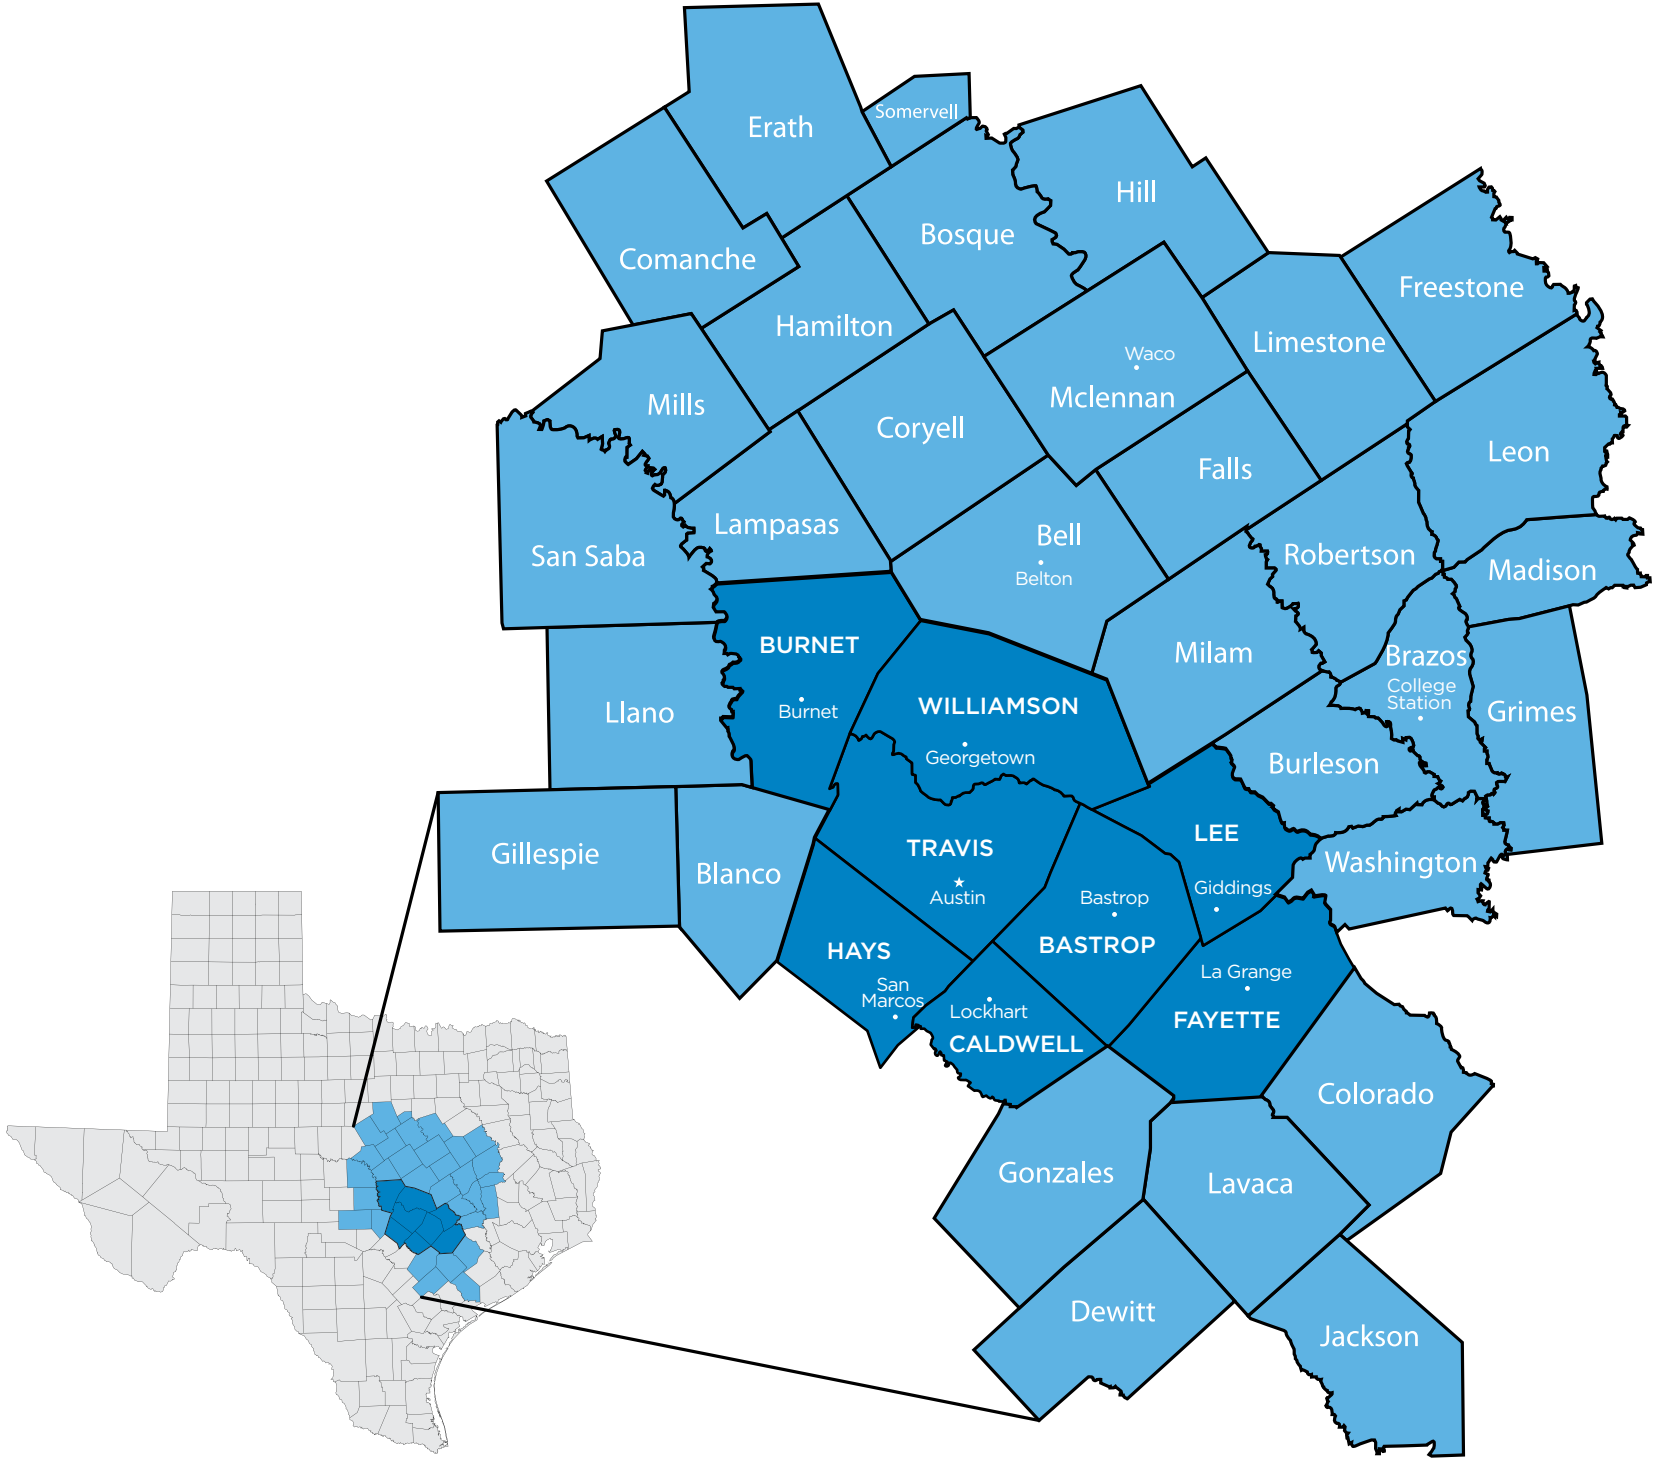 Erath
Somervell
Hill
Bosque
Comanche
Freestone
Hamilton
Limestone
Waco
Mclennan
Mills
Coryell
Leon
Falls
Lampasas
Bell
San Saba
Robertson
Madison
Belton
BURNET
Milam
Brazos
College
Station
Llano
Burnet
WILLIAMSON
Grimes
Georgetown
Burleson
LEE
TRAVIS
Gillespie
Washington
Blanco
Giddings
Austin
Bastrop
BASTROP
HAYS
La Grange
San
Marcos
Lockhart
FAYETTE
CALDWELL
Colorado
Gonzales
Lavaca
Dewitt
Jackson